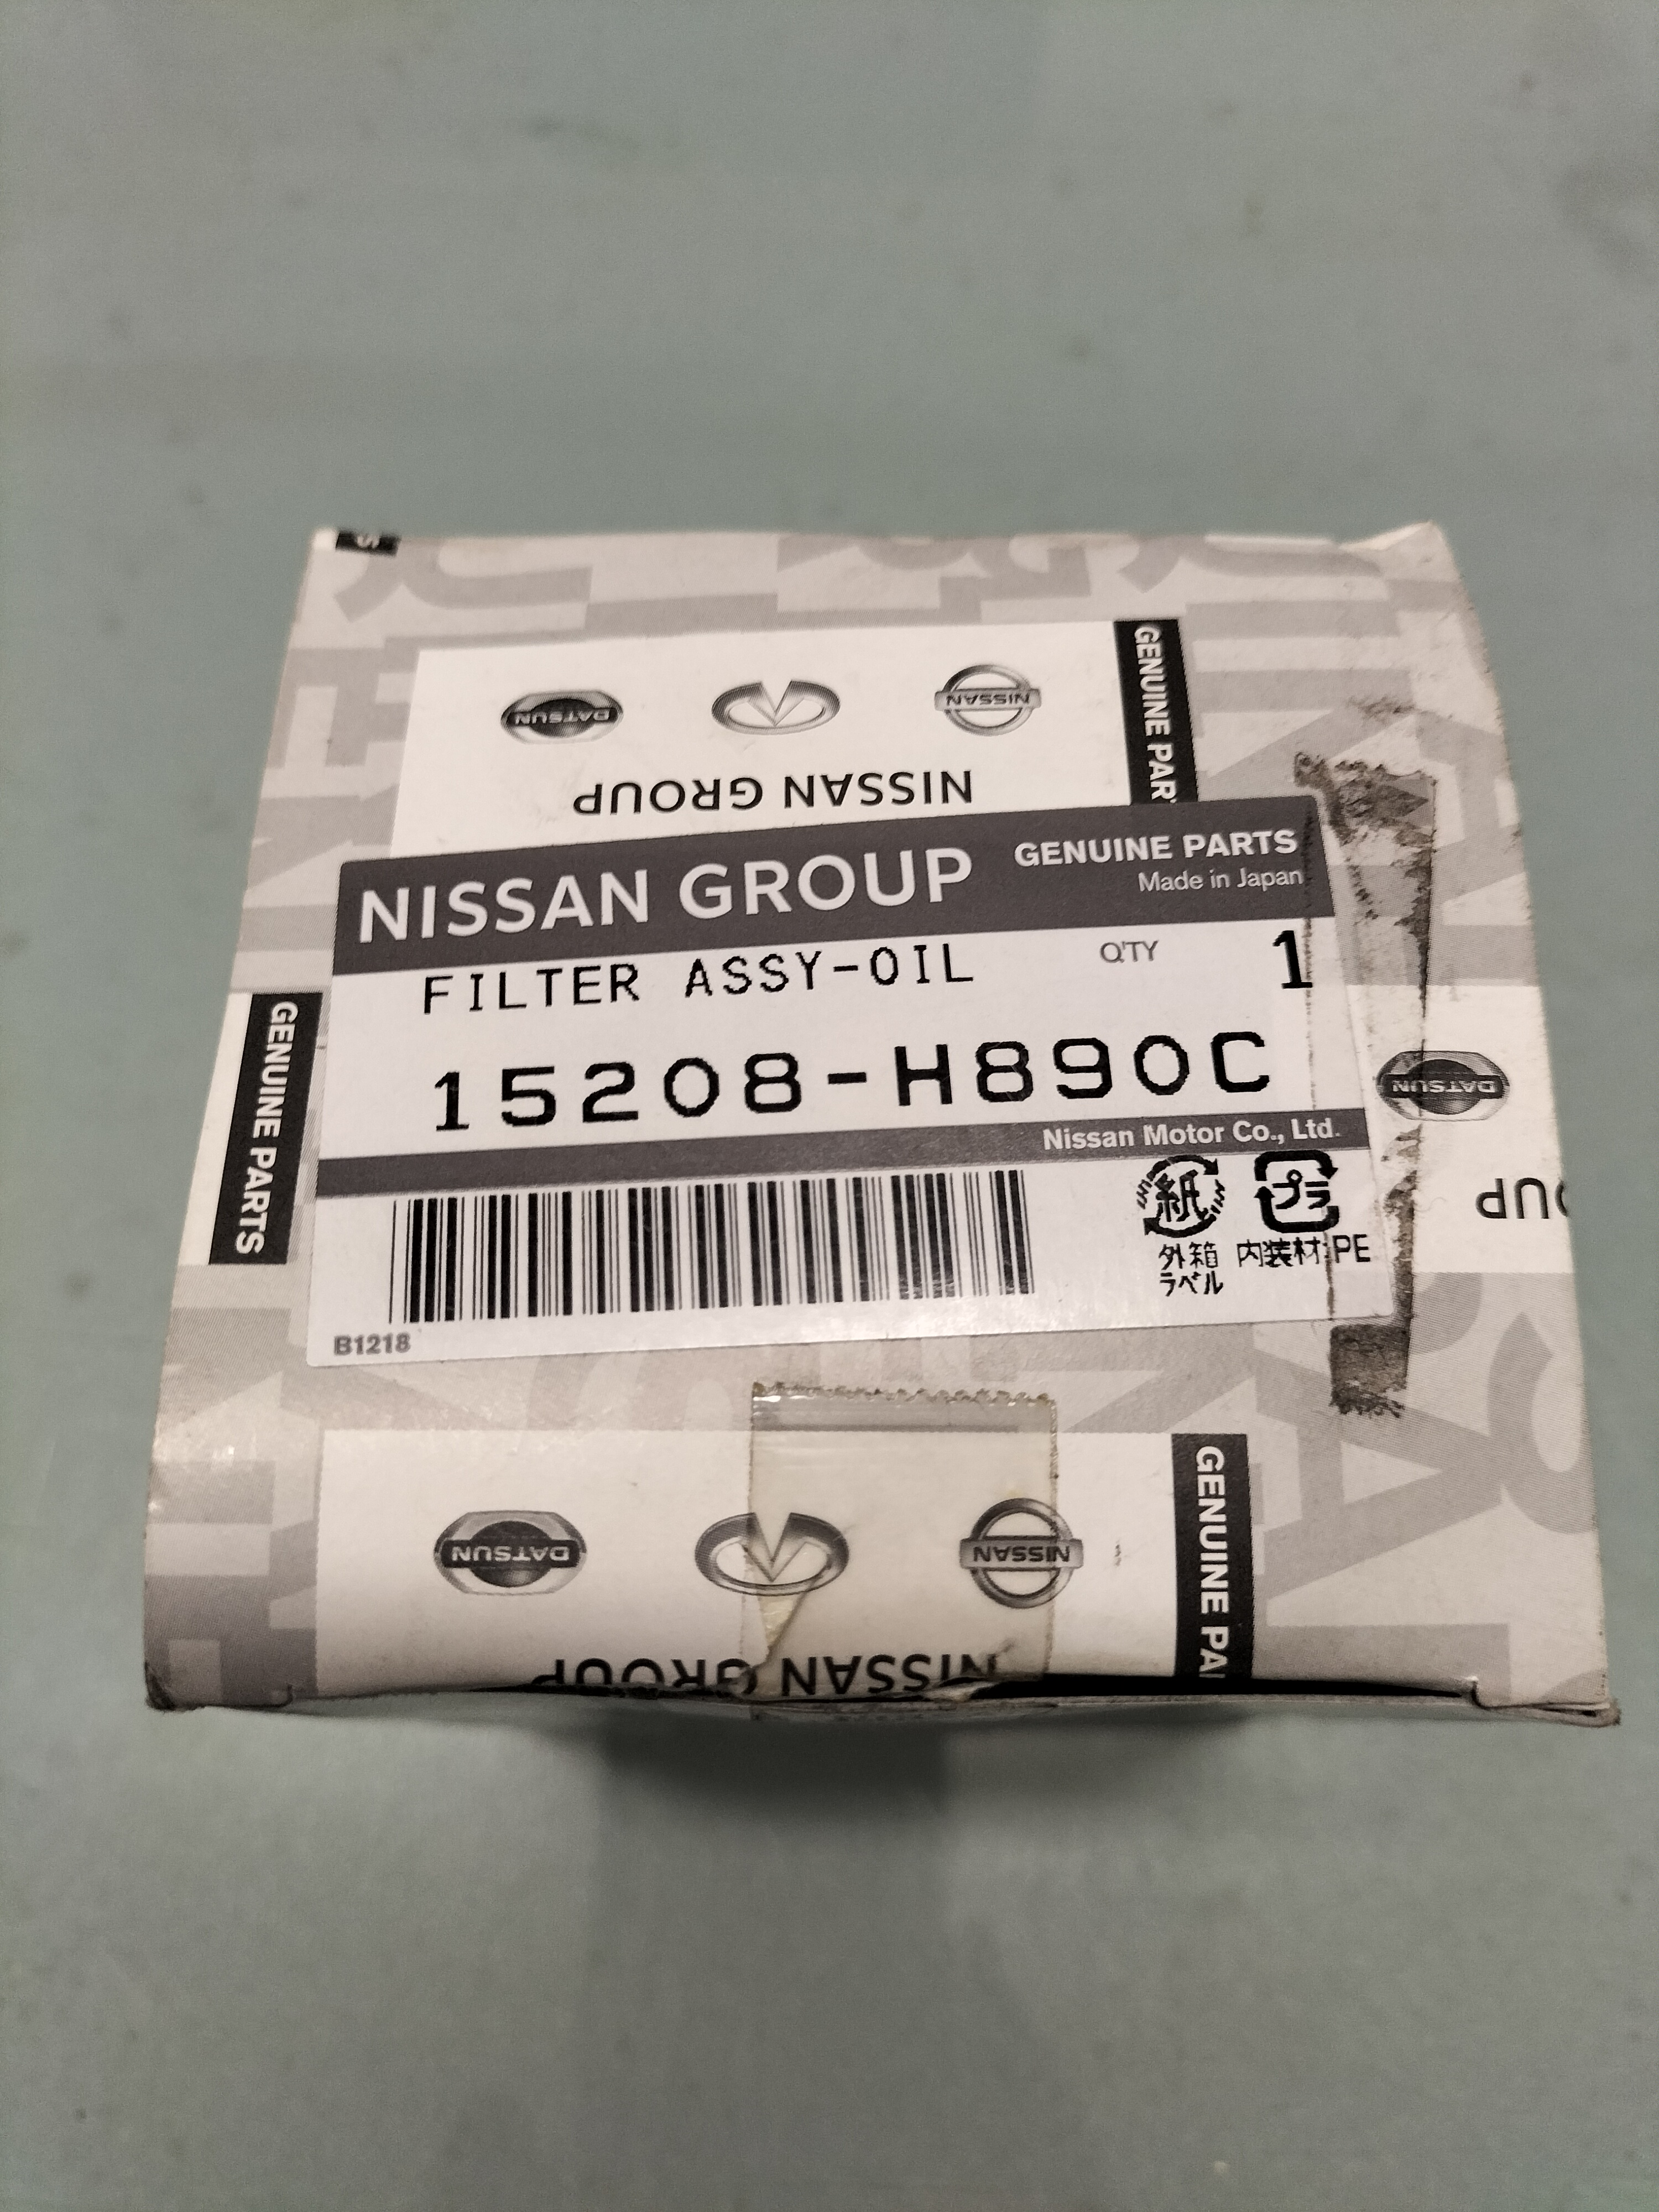 S
GENUINE PAR
NISSAN
DATSUN
NISSAN GROUP
NISSAN GROUP
GENUINE PARTS
Made in Japan
FILTER ASSY-OIL
Q'TY
1
15208-H890C
Nissan Motor Co., Ltd.
紙
プラ
外箱
ラベル
内装材:PE
B1218
GENUINE PARTS
DATSUN
OUP
DATSUN
NISSAN
GENUINE PA
NISSAN GROUP